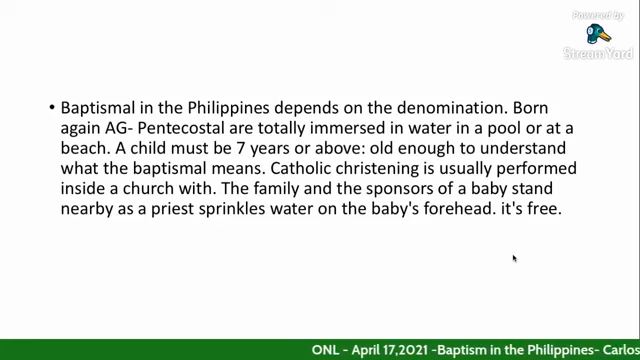 Powered by
StreamYard
• Baptismal in the Philippines depends on the denomination. Born
again AG- Pentecostal are totally immersed in water in a pool or at a
beach. A child must be 7 years or above: old enough to understand
what the baptismal means. Catholic christening is usually performed
inside a church with. The family and the sponsors of a baby stand
nearby as a priest sprinkles water on the baby's forehead. it's free.
ONL - April 17,2021 -Baptism in the Philippines- Carlos